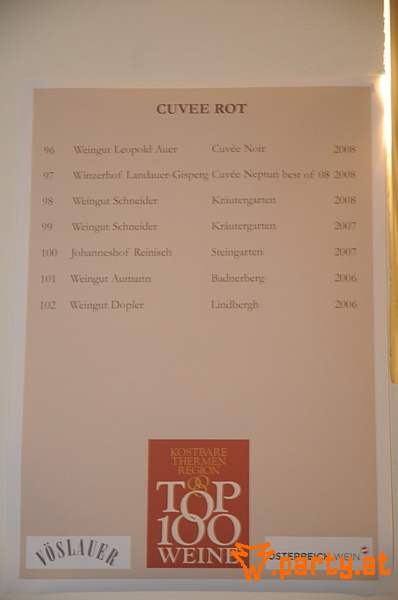 CUVEE ROT
96 Weingut Leopold Auer Cuvée Noir 2008
97 Winzerhof Landauer-Gisperg Cuvée Neptun best of 08 2008
98 Weingut Schneider Kräutergarten 2008
99 Weingut Schneider Kräutergarten 2007
100 Johanneshof Reinisch Steingarten 2007
101 Weingut Aumann Badnerberg 2006
102 Weingut Dopler Lindbergh 2006
KOSTBARE
THERMEN
REGION
TOP
100
WEINE
VÖSLAUER
ÖSTERREICH WEIN
w.party.at